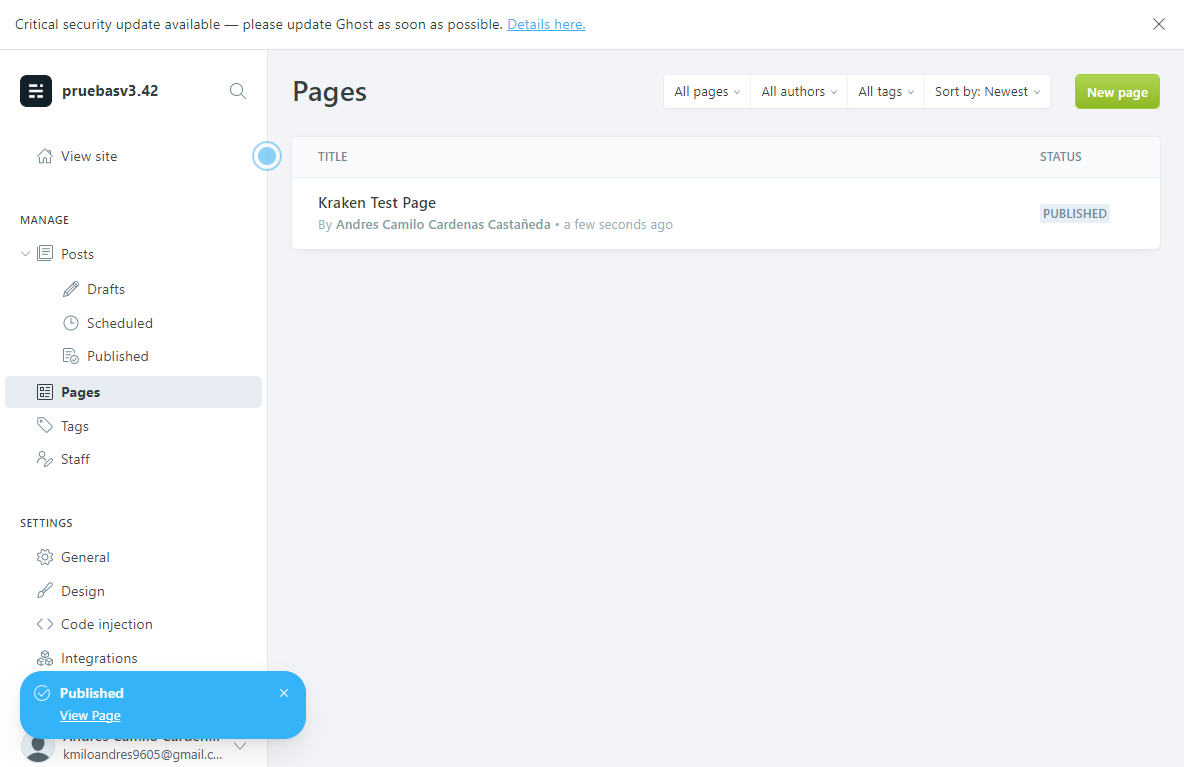 Critical security update available — please update Ghost as soon as possible. Details here.
pruebasv3.42
View site
MANAGE
Posts
Drafts
Scheduled
Published
Pages
Tags
Staff
SETTINGS
General
Design
Code injection
Integrations
Published
View Page
Andres Camilo Carden...
kmiloandres9605@gmail.c...
Pages
All pages
All authors
All tags
Sort by: Newest
New page
TITLE
STATUS
Kraken Test Page
By Andres Camilo Cardenas Castañeda • a few seconds ago
PUBLISHED